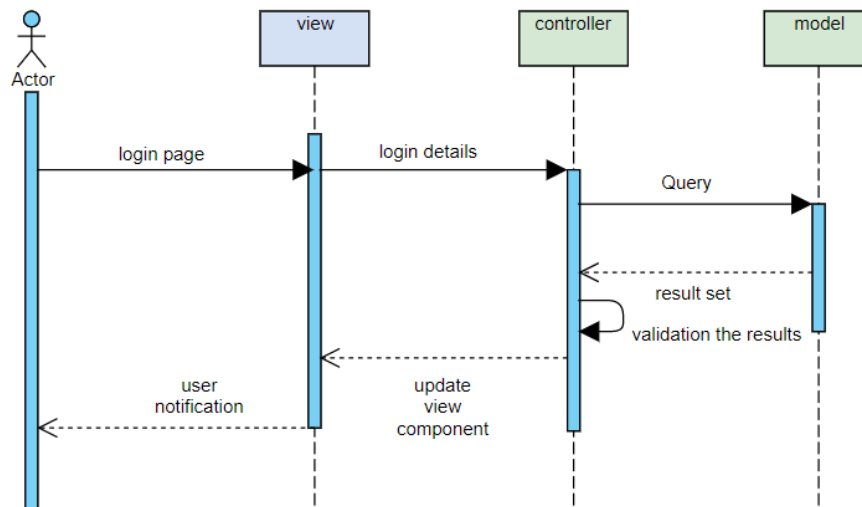 view
controller
model
Actor
login page
login details
Query
result set
validation the results
update
view
component
user
notification